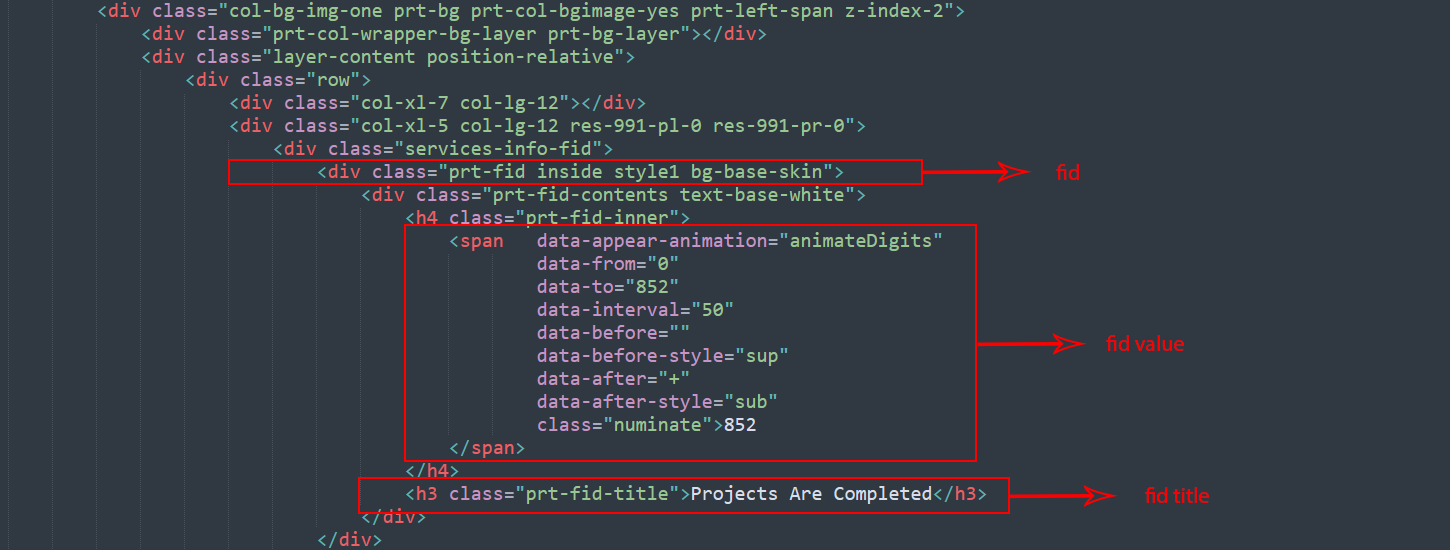 <div class="col-bg-img-one prt-bg prt-col-bgimage-yes prt-left-span z-index-2">
<div class="prt-col-wrapper-bg-layer prt-bg-layer"></div>
<div class="layer-content position-relative">
<div class="row">
<div class="col-xl-7 col-lg-12"></div>
<div class="col-xl-5 col-lg-12 res-991-pl-0 res-991-pr-0">
<div class="services-info-fid">
<div class="prt-fid inside style1 bg-base-skin"> fid
<div class="prt-fid-contents text-base-white">
<h4 class="prt-fid-inner">
<span data-appear-animation="animateDigits"
data-from="0"
data-to="852"
data-interval="50"
data-before=""
fid value
data-before-style="sup"
data-after="+"
data-after-style="sub"
class="numinate">852
</span>
</h4>
<h3 class="prt-fid-title">Projects Are Completed</h3> fid title
</div>
</div>